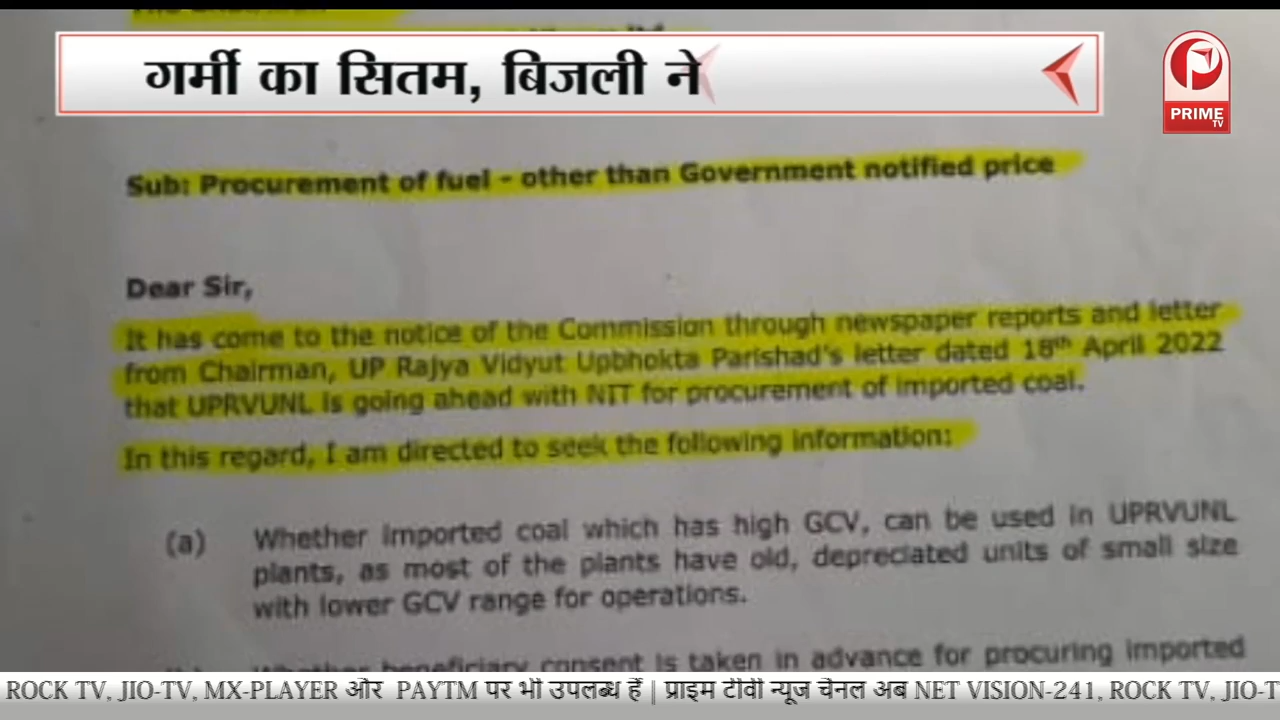 गर्मी का सितम, बिजली ने
PRIME
TV
Sub: Procurement of fuel - other than Government notified price
Dear Sir,
It has come to the notice of the Commission through newspaper reports and letter
from Chairman, UP Rajya Vidyut Upbhokta Parishad's letter dated 18th April 2022
that UPRVUNL is going ahead with NIT for procurement of imported coal.
In this regard, I am directed to seek the following information:
(a) Whether imported coal which has high GCV, can be used in UPRVUNL
plants, as most of the plants have old, depreciated units of small size
with lower GCV range for operations.
Whether beneficiary consent is taken in advance for procuring imported
ROCK TV, JIO-TV, MX-PLAYER और PAYTM पर भी उपलब्ध हैं | प्राइम टीवी न्यूज चैनल अब NET VISION-241, ROCK TV, JIO-T